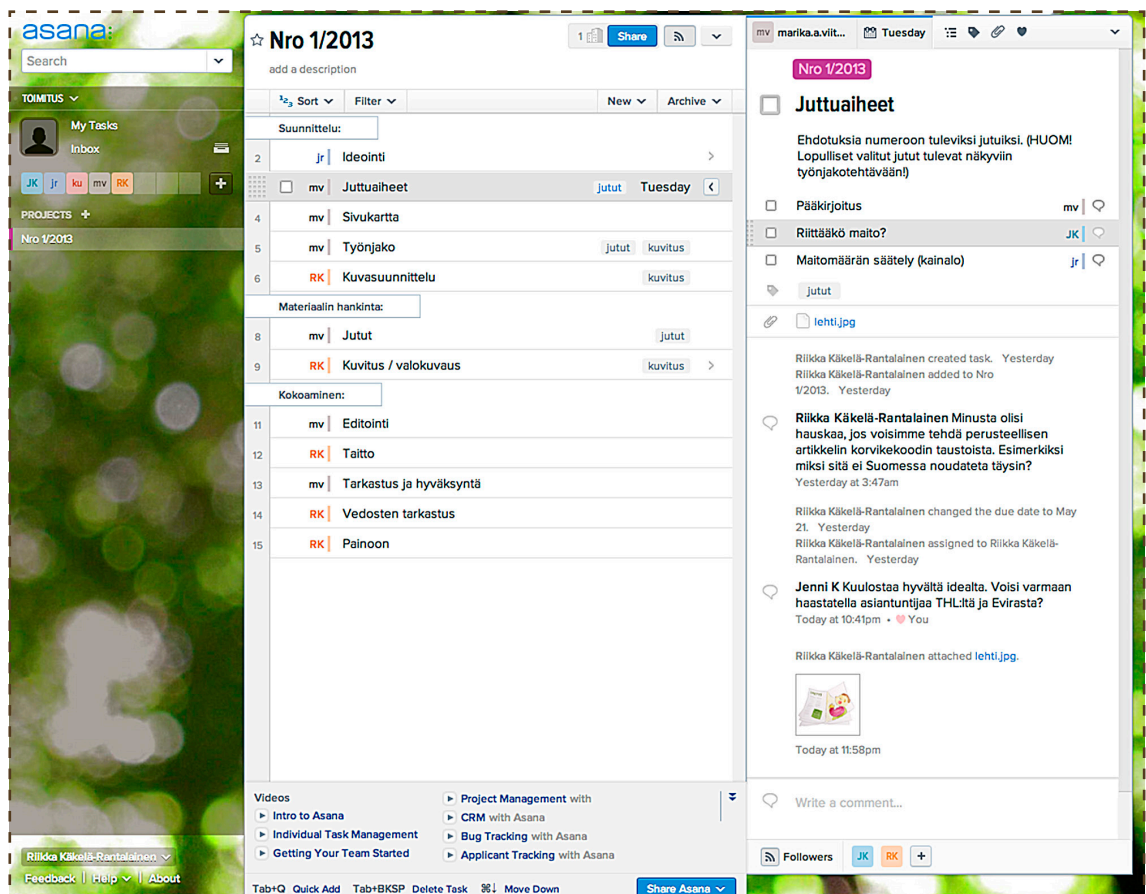 asana:
Search
TOIMITUS
My Tasks
Inbox
JK jr ku mv RK +
PROJECTS +
Nro 1/2013
Riikka Käkelä-Rantalainen
Feedback | Help | About
Nro 1/2013
1 Share
add a description
123 Sort Filter New Archive
Suunnittelu:
2 jr Ideointi
mv Juttuaiheet jutut Tuesday
4 mv Sivukartta
5 mv Työnjako jutut kuvitus
6 RK Kuvasuunnittelu kuvitus
Materiaalin hankinta:
8 mv Jutut jutut
9 RK Kuvitus / valokuvaus kuvitus
Kokoaminen:
11 mv Editointi
12 RK Taitto
13 mv Tarkastus ja hyväksyntä
14 RK Vedosten tarkastus
15 RK Painoon
Videos
Intro to Asana
Individual Task Management
Getting Your Team Started
Project Management with
CRM with Asana
Bug Tracking with Asana
Applicant Tracking with Asana
Tab+Q Quick Add Tab+BKSP Delete Task ⌘↓ Move Down Share Asana
mv marika.a.viit... Tuesday
Nro 1/2013
Juttuaiheet
Ehdotuksia numeroon tuleviksi jutuiksi. (HUOM!
Lopulliset valitut jutut tulevat näkyviin
työnjakotehtävään!)
Pääkirjoitus mv
Riittääkö maito? JK
Maitomäärän säätely (kainalo) jr
jutut
lehti.jpg
Riikka Käkelä-Rantalainen created task. Yesterday
Riikka Käkelä-Rantalainen added to Nro
1/2013. Yesterday
Riikka Käkelä-Rantalainen Minusta olisi
hauskaa, jos voisimme tehdä perusteellisen
artikkelin korvikekoodin taustoista. Esimerkiksi
miksi sitä ei Suomessa noudateta täysin?
Yesterday at 3:47am
Riikka Käkelä-Rantalainen changed the due date to May
21. Yesterday
Riikka Käkelä-Rantalainen assigned to Riikka Käkelä-
Rantalainen. Yesterday
Jenni K Kuulostaa hyvältä idealta. Voisi varmaan
haastatella asiantuntijaa THL:ltä ja Evirasta?
Today at 10:41pm • You
Riikka Käkelä-Rantalainen attached lehti.jpg.
Today at 11:58pm
Write a comment...
Followers JK RK +